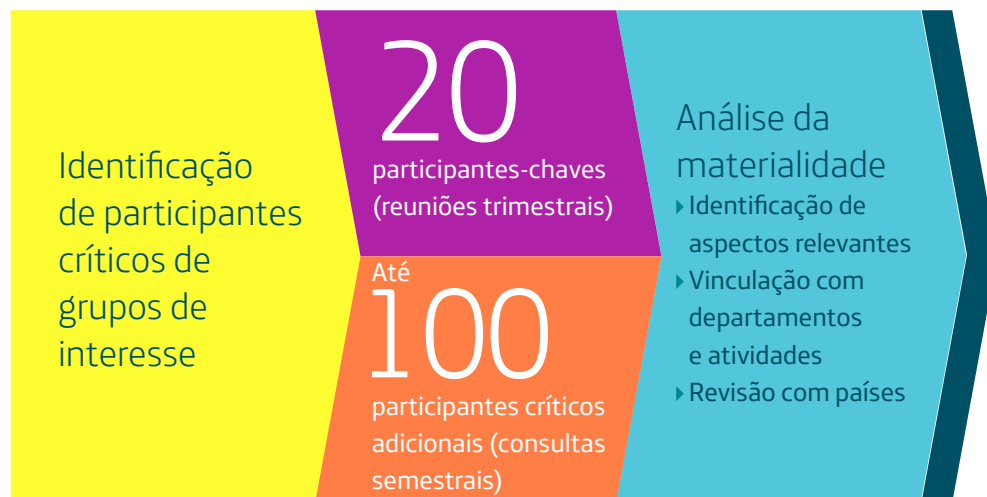 Identificação
de participantes
críticos de
grupos de
interesse
20
participantes-chaves
(reuniões trimestrais)
Até
100
participantes críticos
adicionais (consultas
semestrais)
Análise da
materialidade
Identificação de
aspectos relevantes
Vinculação com
departamentos
e atividades
Revisão com países